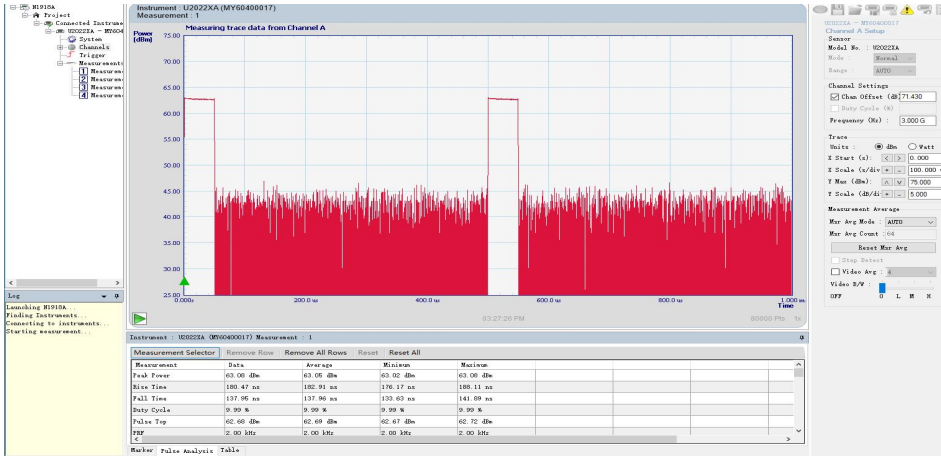 N1918A
Project
Connected Instrume
U2022XA - MY604
System
Channels
Trigger
Measurements
1 Measurem
2 Measurem
3 Measurem
4 Measurem
Log
Launching N1918A...
Finding Instruments...
Connecting to instruments...
Starting measurement...
Instrument : U2022XA (MY60400017)
Measurement : 1
Power
(dBm)
Measuring trace data from Channel A
75.00
70.00
65.00
60.00
55.00
50.00
45.00
40.00
35.00
30.00
25.00
0.000s
200.0 us
400.0 us
600.0 us
800.0 us
1.000 m
Time
03:27:26 PM
80000 Pts 1x
Instrument : U2022XA (MY60400017) Measurement : 1
Measurement Selector Remove Row Remove All Rows Reset Reset All
Measurement Data Average Minimum Maximum
Peak Power 63.08 dBm 63.05 dBm 63.02 dBm 63.08 dBm
Rise Time 180.47 ns 182.91 ns 176.17 ns 188.11 ns
Fall Time 137.95 ns 137.96 ns 133.63 ns 141.89 ns
Duty Cycle 9.99 % 9.99 % 9.99 % 9.99 %
Pulse Top 62.68 dBm 62.69 dBm 62.67 dBm 62.72 dBm
PRF 2.00 kHz 2.00 kHz 2.00 kHz 2.00 kHz
Marker Pulse Analysis Table
U2022XA - MY60400017
Channel A Setup
Sensor
Model No. : U2022XA
Mode : Normal
Range : AUTO
Channel Settings
Chan Offset (dB) 71.430
Duty Cycle (%)
Frequency (Hz) : 3.000 G
Trace
Units : dBm Watt
X Start (s): < > 0.000
X Scale (s/div + - 100.000
Y Max (dBm): 75.000
Y Scale (dB/di + - 5.000
Measurement Average
Msr Avg Mode : AUTO
Msr Avg Count : 64
Reset Msr Avg
Step Detect
Video Avg : 4
Video B/W :
OFF O L M H